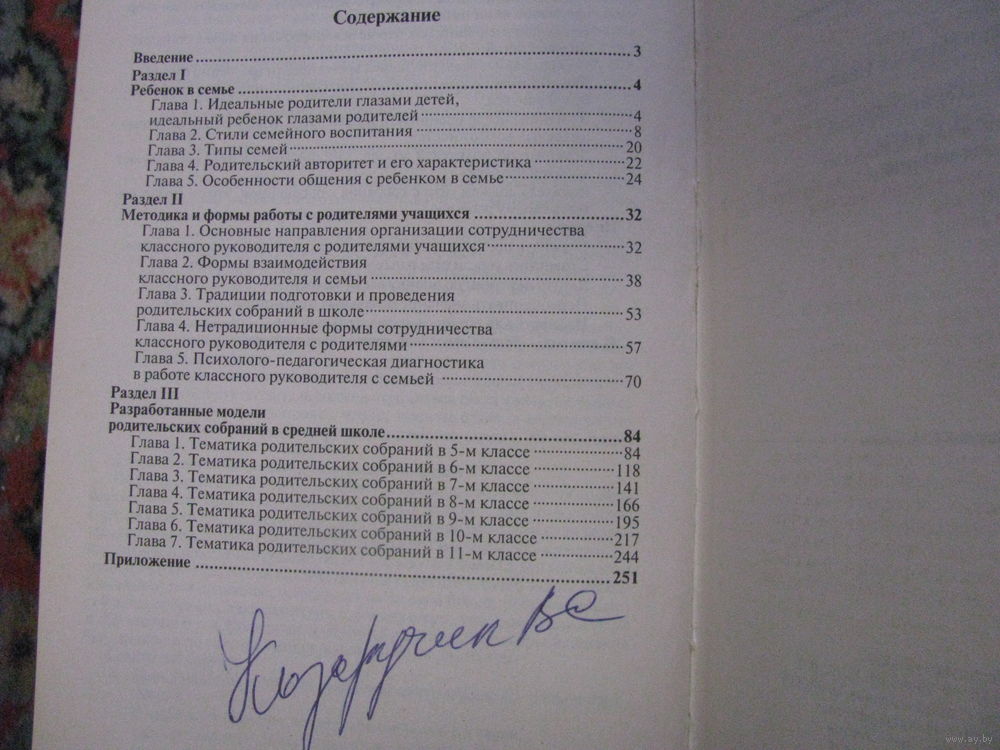 Содержание
Введение ........ 3
Раздел I
Ребенок в семье ........ 4
Глава 1. Идеальные родители глазами детей,
идеальный ребенок глазами родителей ........ 4
Глава 2. Стили семейного воспитания ........ 8
Глава 3. Типы семей ........ 20
Глава 4. Родительский авторитет и его характеристика ........ 22
Глава 5. Особенности общения с ребенком в семье ........ 24
Раздел II
Методика и формы работы с родителями учащихся ........ 32
Глава 1. Основные направления организации сотрудничества
классного руководителя с родителями учащихся ........ 32
Глава 2. Формы взаимодействия
классного руководителя и семьи ........ 38
Глава 3. Традиции подготовки и проведения
родительских собраний в школе ........ 53
Глава 4. Нетрадиционные формы сотрудничества
классного руководителя с родителями ........ 57
Глава 5. Психолого-педагогическая диагностика
в работе классного руководителя с семьей ........ 70
Раздел III
Разработанные модели
родительских собраний в средней школе ........ 84
Глава 1. Тематика родительских собраний в 5-м классе ........ 84
Глава 2. Тематика родительских собраний в 6-м классе ........ 118
Глава 3. Тематика родительских собраний в 7-м классе ........ 141
Глава 4. Тематика родительских собраний в 8-м классе ........ 166
Глава 5. Тематика родительских собраний в 9-м классе ........ 195
Глава 6. Тематика родительских собраний в 10-м классе ........ 217
Глава 7. Тематика родительских собраний в 11-м классе ........ 244
Приложение ........ 251
www.ay.by